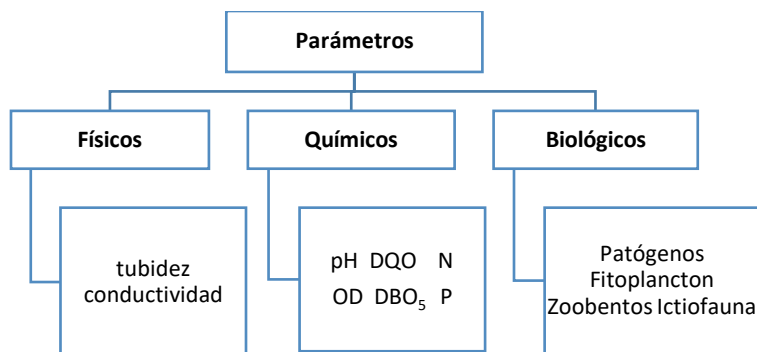 Parámetros
Físicos
Químicos
Biológicos
tubidez
conductividad
pH DQO N
OD DBO₅ P
Patógenos
Fitoplancton
Zoobentos Ictiofauna